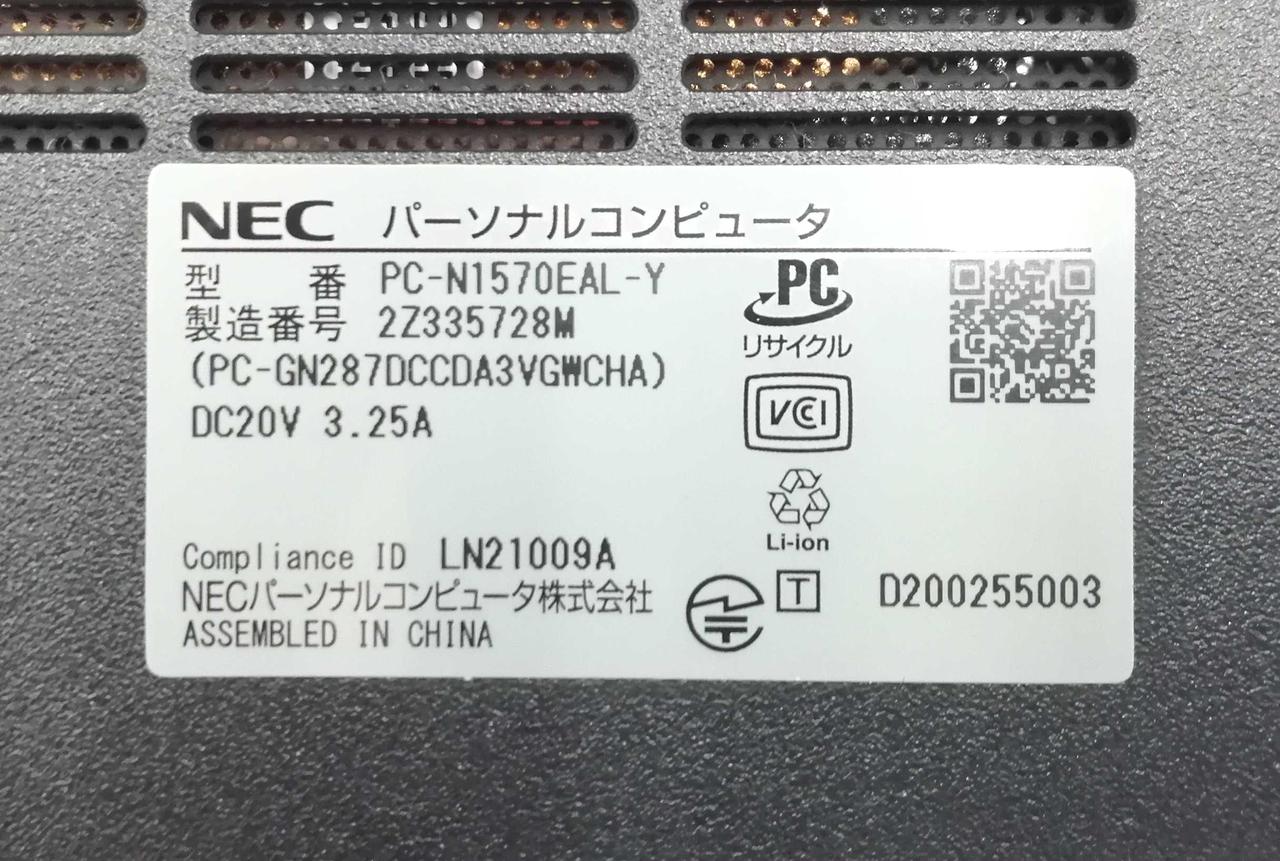 NEC パーソナルコンピュータ
型 番 PC-N1570EAL-Y
製造番号 2Z335728M
(PC-GN287DCCDA3VGWCHA)
DC20V 3.25A
PC
リサイクル
VCCI
Li-ion
Compliance ID LN21009A
NECパーソナルコンピュータ株式会社
ASSEMBLED IN CHINA
T
D200255003